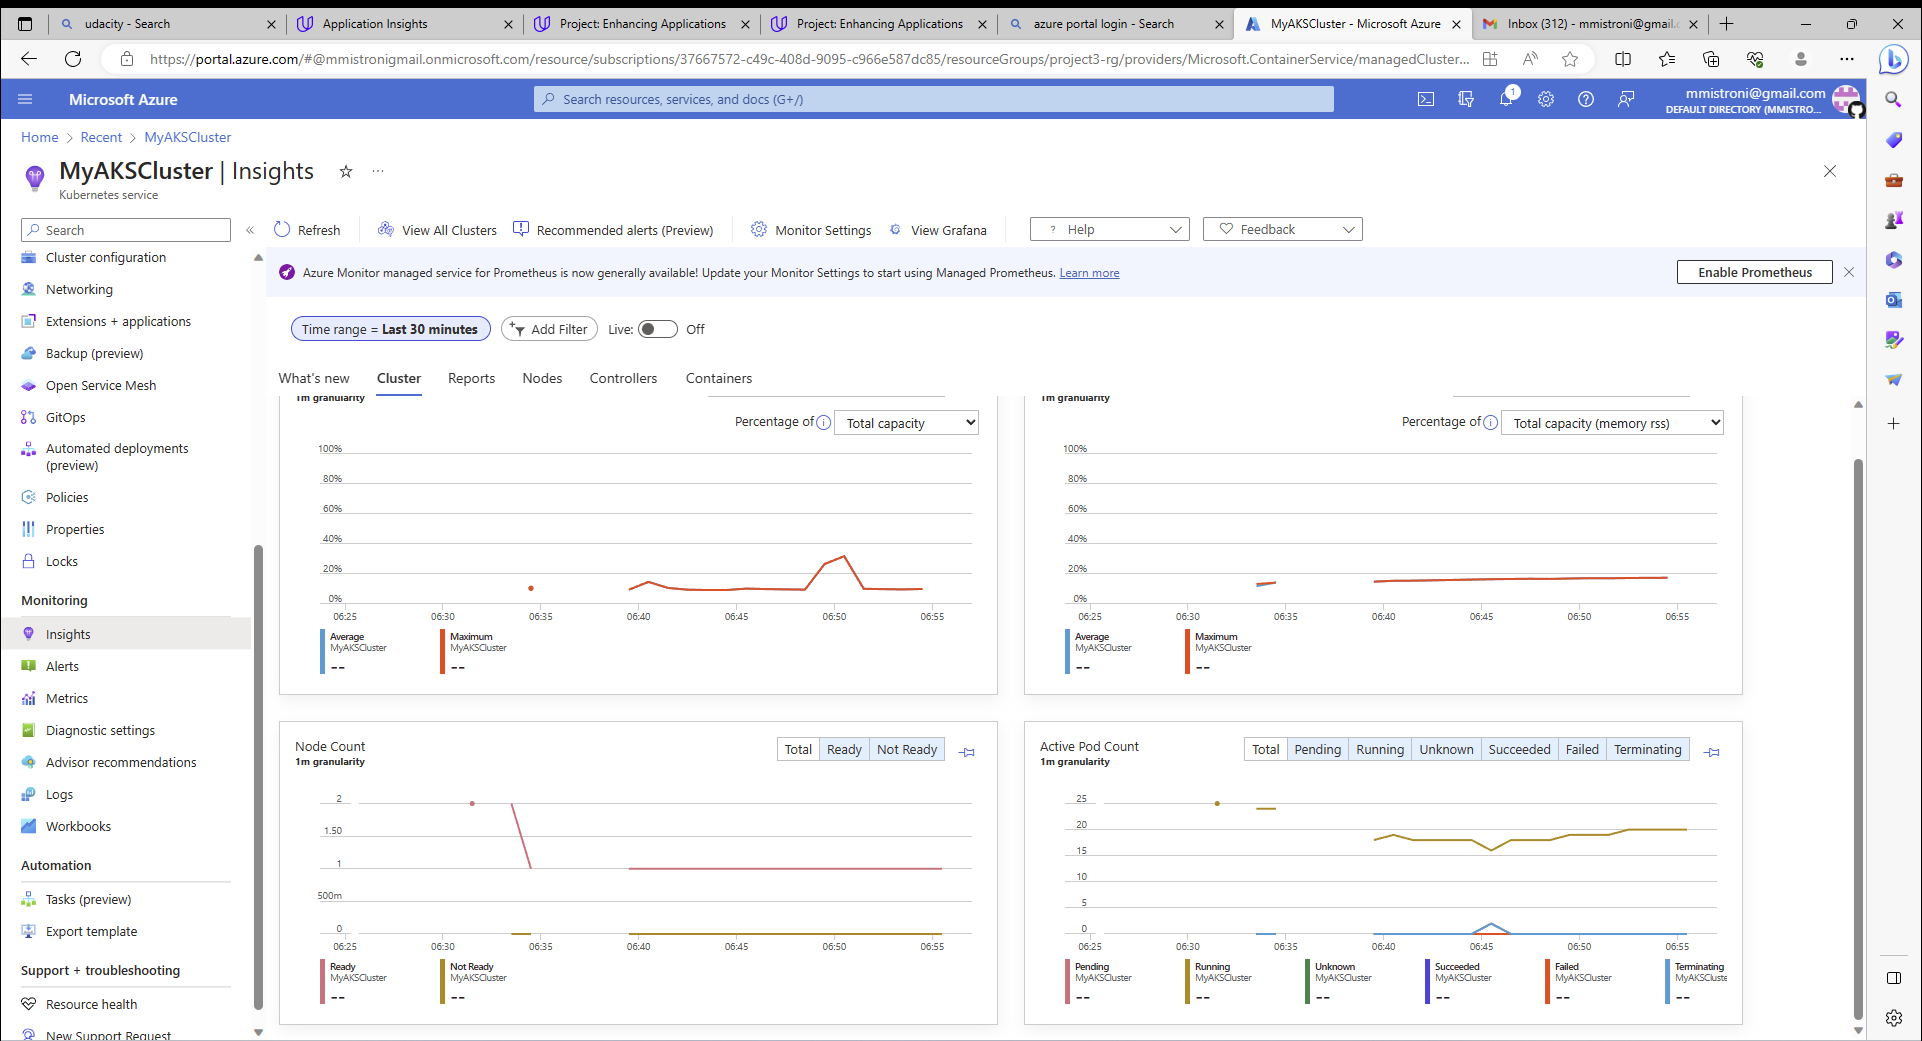 udacity - Search
Application Insights
Project: Enhancing Applications
Project: Enhancing Applications
azure portal login - Search
MyAKSCluster - Microsoft Azure
Inbox (312) - mmistroni@gmail.c
https://portal.azure.com/#@mmistronigmail.onmicrosoft.com/resource/subscriptions/37667572-c49c-408d-9095-c966e587dc85/resourceGroups/project3-rg/providers/Microsoft.ContainerService/managedCluster...
Microsoft Azure
Search resources, services, and docs (G+/)
1
mmistroni@gmail.com
DEFAULT DIRECTORY (MMISTRO...
Home > Recent > MyAKSCluster
MyAKSCluster | Insights
Kubernetes service
Search
Refresh
View All Clusters
Recommended alerts (Preview)
Monitor Settings
View Grafana
? Help
Feedback
Azure Monitor managed service for Prometheus is now generally available! Update your Monitor Settings to start using Managed Prometheus. Learn more
Enable Prometheus
Time range = Last 30 minutes
Add Filter
Live: Off
What's new
Cluster
Reports
Nodes
Controllers
Containers
Cluster configuration
Networking
Extensions + applications
Backup (preview)
Open Service Mesh
GitOps
Automated deployments
(preview)
Policies
Properties
Locks
Monitoring
Insights
Alerts
Metrics
Diagnostic settings
Advisor recommendations
Logs
Workbooks
Automation
Tasks (preview)
Export template
Support + troubleshooting
Resource health
New Support Request
1m granularity
Percentage of Total capacity
100%
80%
60%
40%
20%
0%
06:25 06:30 06:35 06:40 06:45 06:50 06:55
Average
MyAKSCluster
--
Maximum
MyAKSCluster
--
1m granularity
Percentage of Total capacity (memory rss)
100%
80%
60%
40%
20%
0%
06:25 06:30 06:35 06:40 06:45 06:50 06:55
Average
MyAKSCluster
--
Maximum
MyAKSCluster
--
Node Count
1m granularity
Total Ready Not Ready
2
1.50
1
500m
0
06:25 06:30 06:35 06:40 06:45 06:50 06:55
Ready
MyAKSCluster
--
Not Ready
MyAKSCluster
--
Active Pod Count
1m granularity
Total Pending Running Unknown Succeeded Failed Terminating
25
20
15
10
5
0
06:25 06:30 06:35 06:40 06:45 06:50 06:55
Pending
MyAKSCluster
--
Running
MyAKSCluster
--
Unknown
MyAKSCluster
--
Succeeded
MyAKSCluster
--
Failed
MyAKSCluster
--
Terminating
MyAKSCluste
--